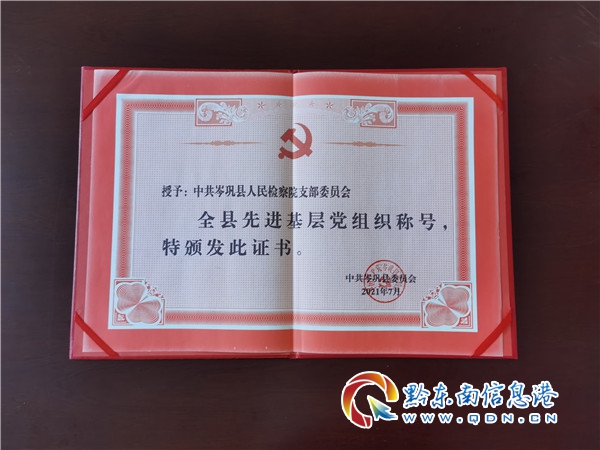 授予：中共岑巩县人民检察院支部委员会
全县先进基层党组织称号，
特颁发此证书。
中共岑巩县委员会
2021年7月
黔东南信息港
WWW.QDN.CN